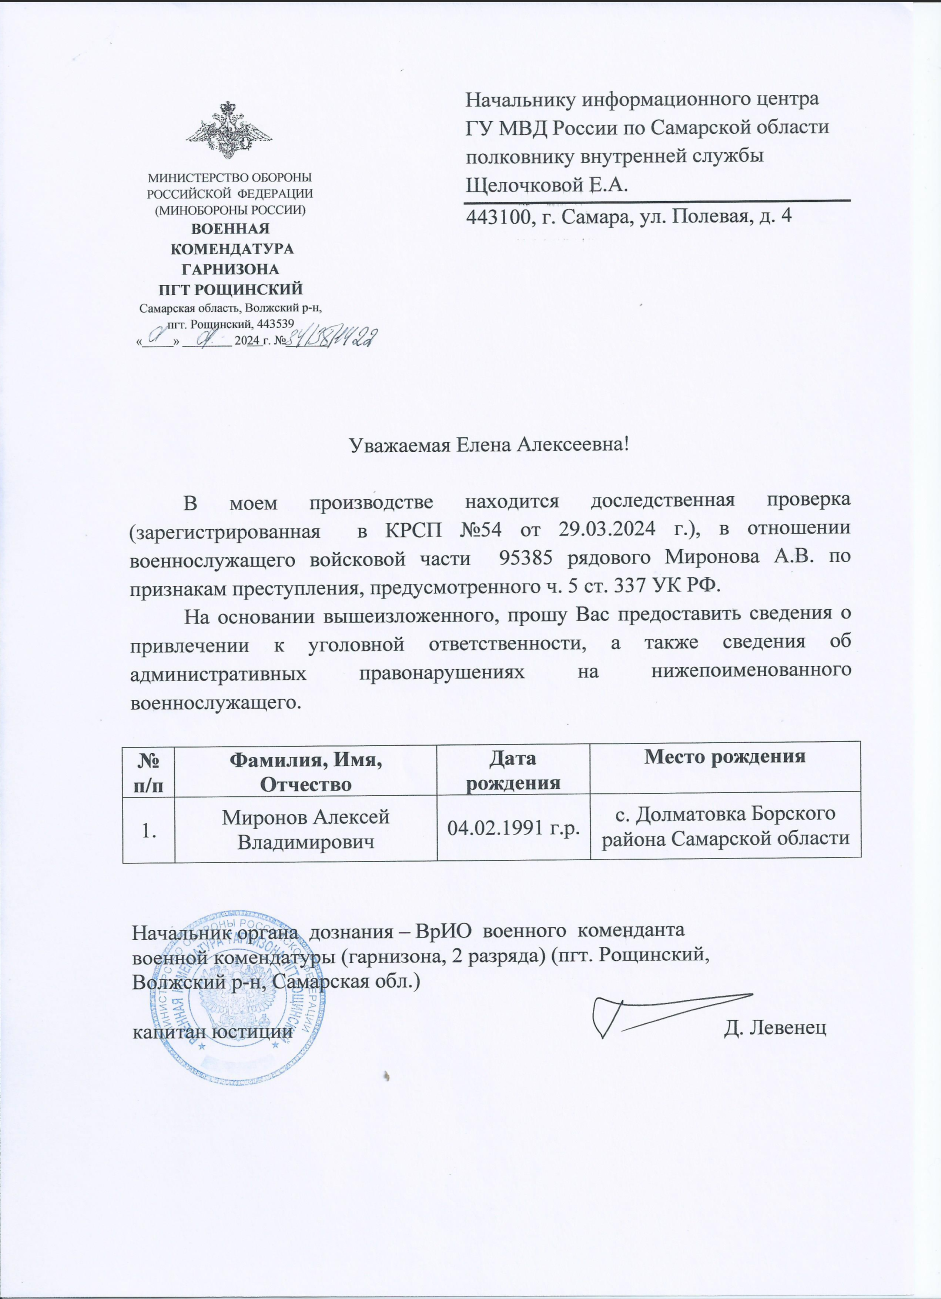 МИНИСТЕРСТВО ОБОРОНЫ
РОССИЙСКОЙ ФЕДЕРАЦИИ
(МИНОБОРОНЫ РОССИИ)
ВОЕННАЯ
КОМЕНДАТУРА
ГАРНИЗОНА
ПГТ РОЩИНСКИЙ
Самарская область, Волжский р-н,
пгт. Рощинский, 443539
« » 2024 г. №
Начальнику информационного центра
ГУ МВД России по Самарской области
полковнику внутренней службы
Щелочковой Е.А.
443100, г. Самара, ул. Полевая, д. 4
Уважаемая Елена Алексеевна!
В моем производстве находится доследственная проверка
(зарегистрированная в КРСП №54 от 29.03.2024 г.), в отношении
военнослужащего войсковой части 95385 рядового Миронова А.В. по
признакам преступления, предусмотренного ч. 5 ст. 337 УК РФ.
На основании вышеизложенного, прошу Вас предоставить сведения о
привлечении к уголовной ответственности, а также сведения об
административных правонарушениях на нижепоименованного
военнослужащего.
№ п/п Фамилия, Имя, Отчество Дата рождения Место рождения
1. Миронов Алексей Владимирович 04.02.1991 г.р. с. Долматовка Борского района Самарской области
Начальник органа дознания – ВрИО военного коменданта
военной комендатуры (гарнизона, 2 разряда) (пгт. Рощинский,
Волжский р-н, Самарская обл.)
капитан юстиции Д. Левенец